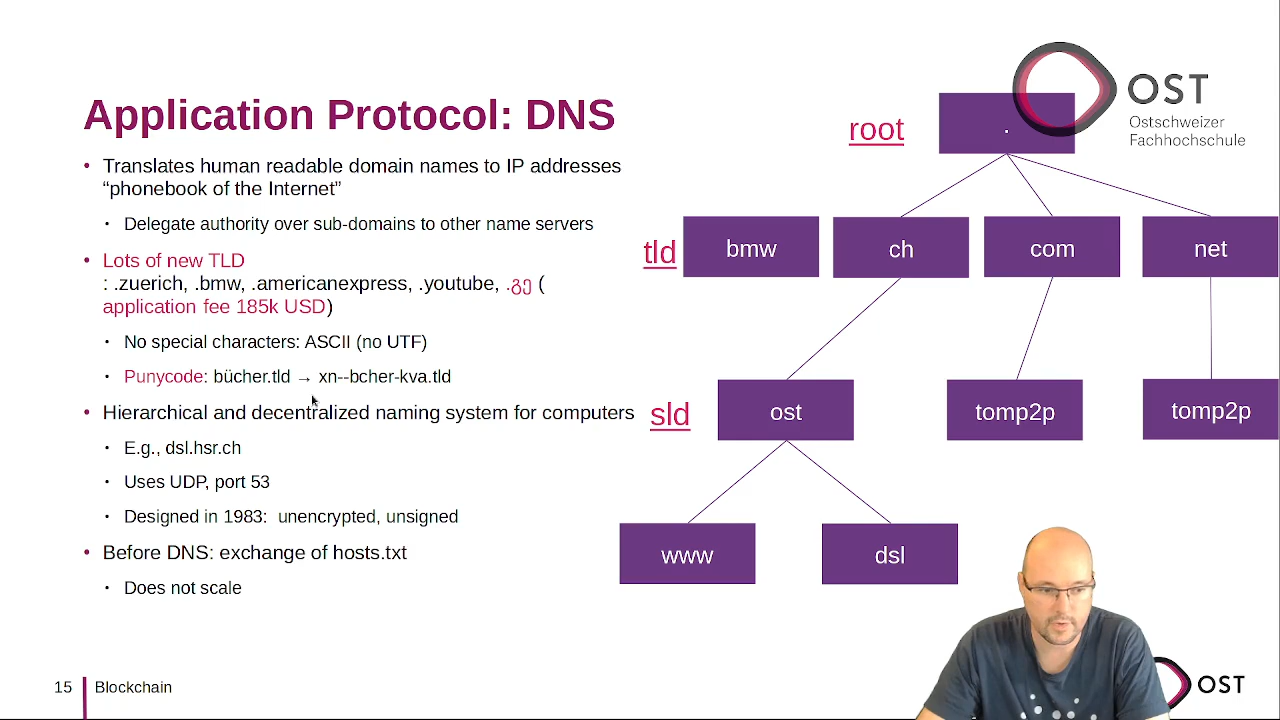 Application Protocol: DNS
• Translates human readable domain names to IP addresses
“phonebook of the Internet”
• Delegate authority over sub-domains to other name servers
• Lots of new TLD
: .zuerich, .bmw, .americanexpress, .youtube, .გე (
application fee 185k USD)
• No special characters: ASCII (no UTF)
• Punycode: bücher.tld → xn--bcher-kva.tld
• Hierarchical and decentralized naming system for computers
• E.g., dsl.hsr.ch
• Uses UDP, port 53
• Designed in 1983:  unencrypted, unsigned
• Before DNS: exchange of hosts.txt
• Does not scale
root
.
OST
Ostschweizer
Fachhochschule
tld
bmw
ch
com
net
sld
ost
tomp2p
tomp2p
www
dsl
15
Blockchain
OST